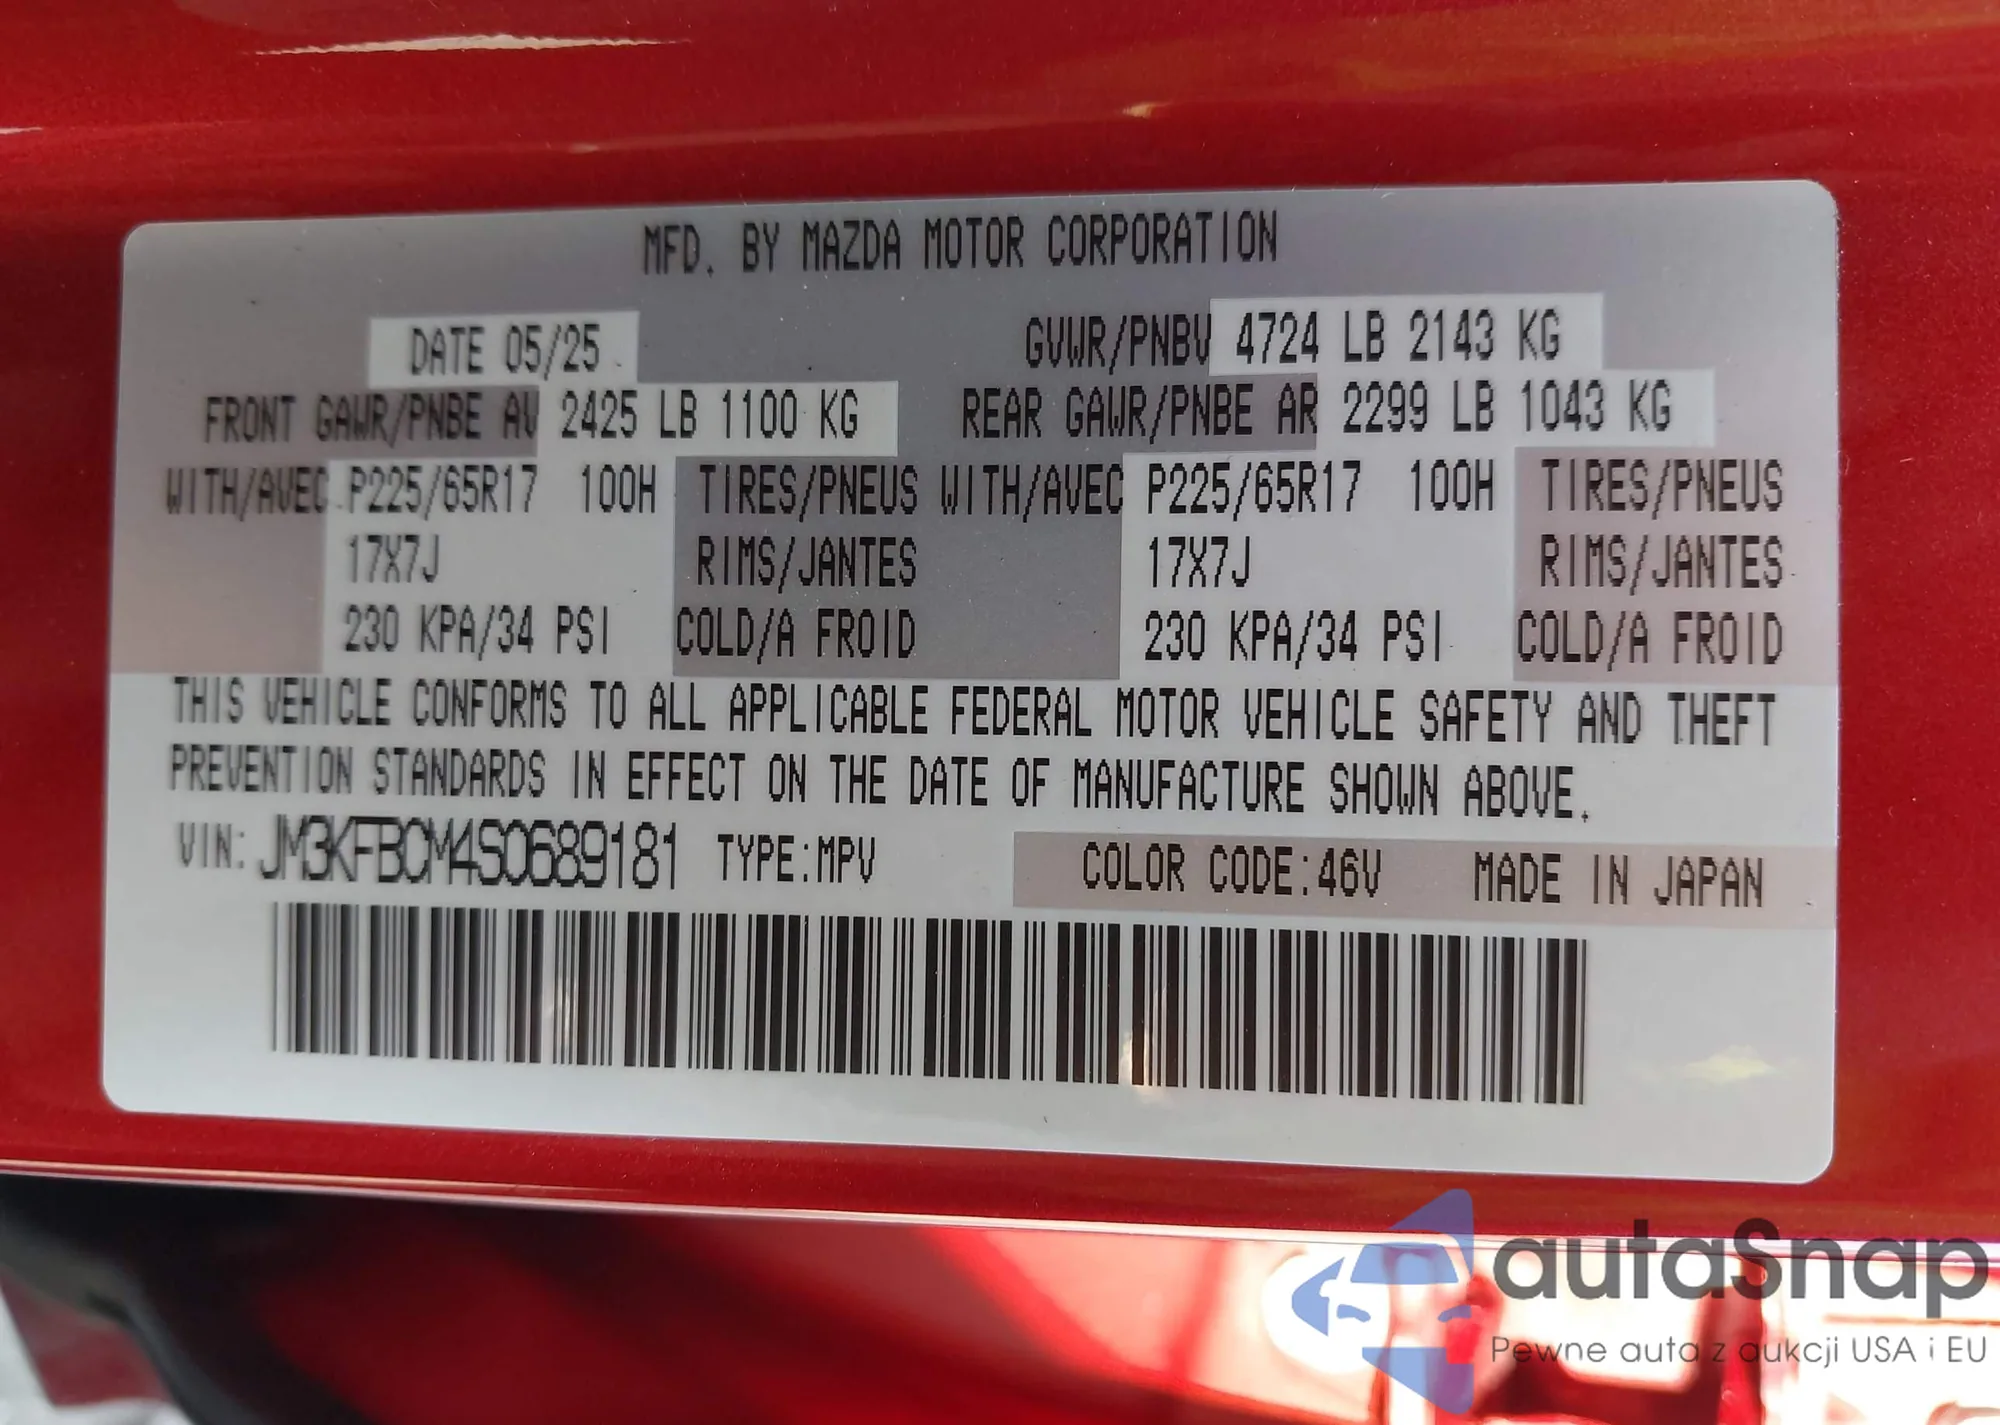 MFD. BY MAZDA MOTOR CORPORATION
DATE 05/25 GVWR/PNBV 4724 LB 2143 KG
FRONT GAWR/PNBE AV 2425 LB 1100 KG REAR GAWR/PNBE AR 2299 LB 1043 KG
WITH/AVEC P225/65R17 100H TIRES/PNEUS WITH/AVEC P225/65R17 100H TIRES/PNEUS
17X7J RIMS/JANTES 17X7J RIMS/JANTES
230 KPA/34 PSI COLD/A FROID 230 KPA/34 PSI COLD/A FROID
THIS VEHICLE CONFORMS TO ALL APPLICABLE FEDERAL MOTOR VEHICLE SAFETY AND THEFT
PREVENTION STANDARDS IN EFFECT ON THE DATE OF MANUFACTURE SHOWN ABOVE.
VIN: JM3KFBCM4S0689181 TYPE:MPV COLOR CODE:46V MADE IN JAPAN
autaSnap
Pewne auta z aukcji USA i EU